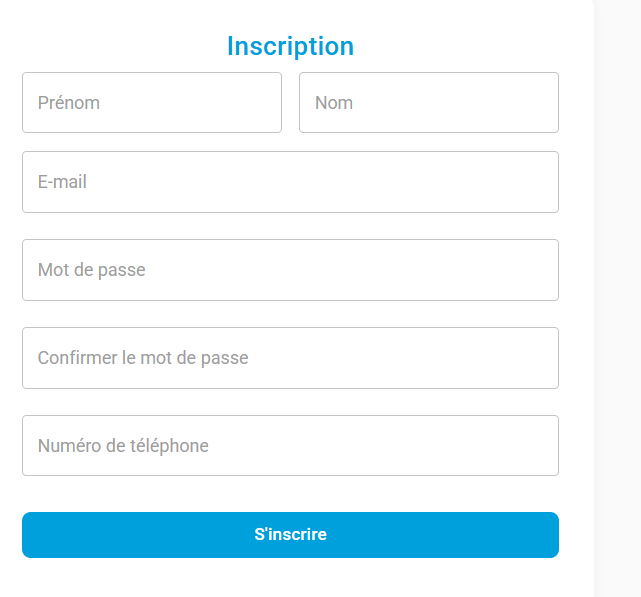 Inscription
Prénom Nom
E-mail
Mot de passe
Confirmer le mot de passe
Numéro de téléphone
S'inscrire